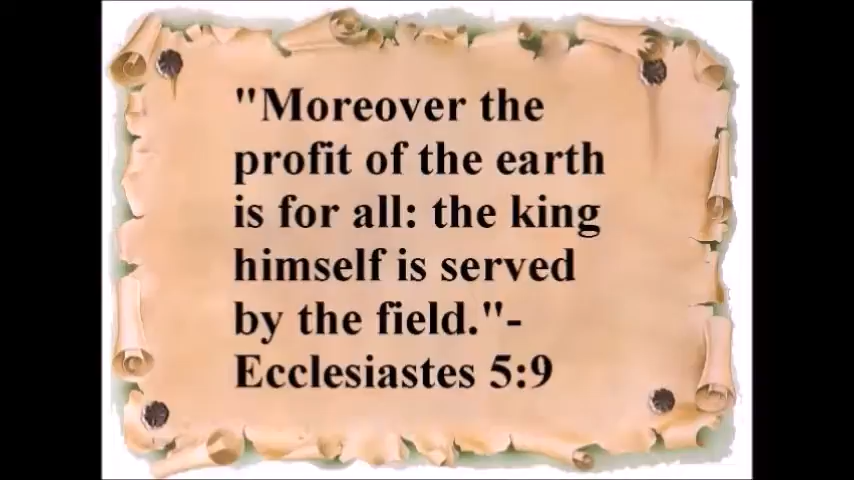 "Moreover the
profit of the earth
is for all: the king
himself is served
by the field."-
Ecclesiastes 5:9